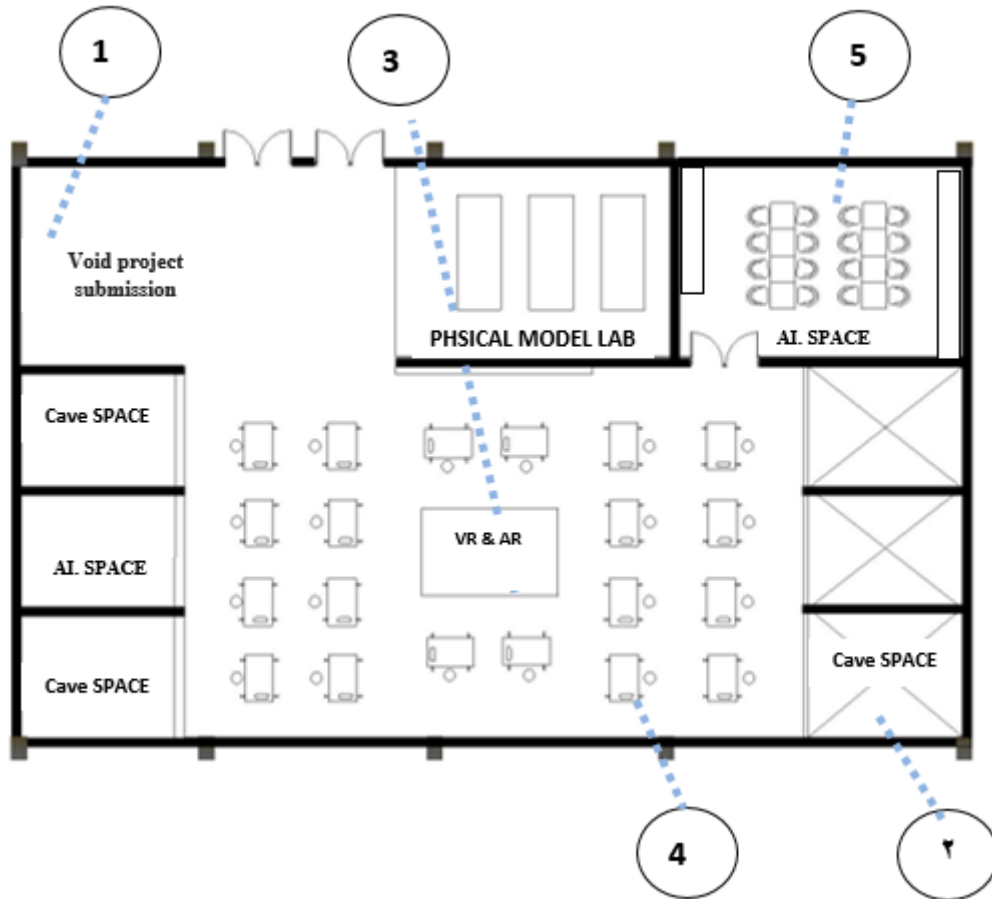 1
3
5
Void project
submission
PHSICAL MODEL LAB
AI. SPACE
Cave SPACE
VR & AR
AI. SPACE
Cave SPACE
Cave SPACE
4
٢